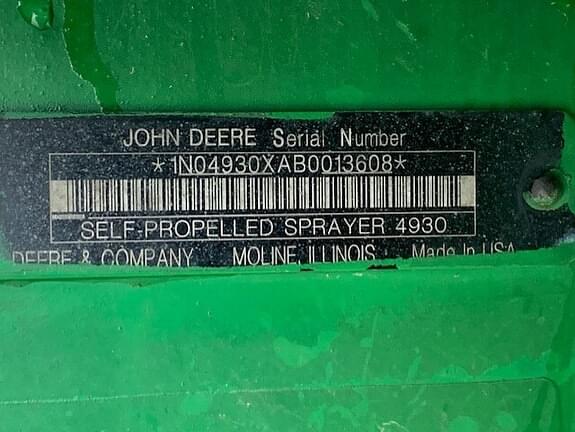 JOHN DEERE Serial Number
*1N04930XAB0013608*
SELF-PROPELLED SPRAYER 4930
DEERE & COMPANY MOLINE, ILLINOIS Made In USA